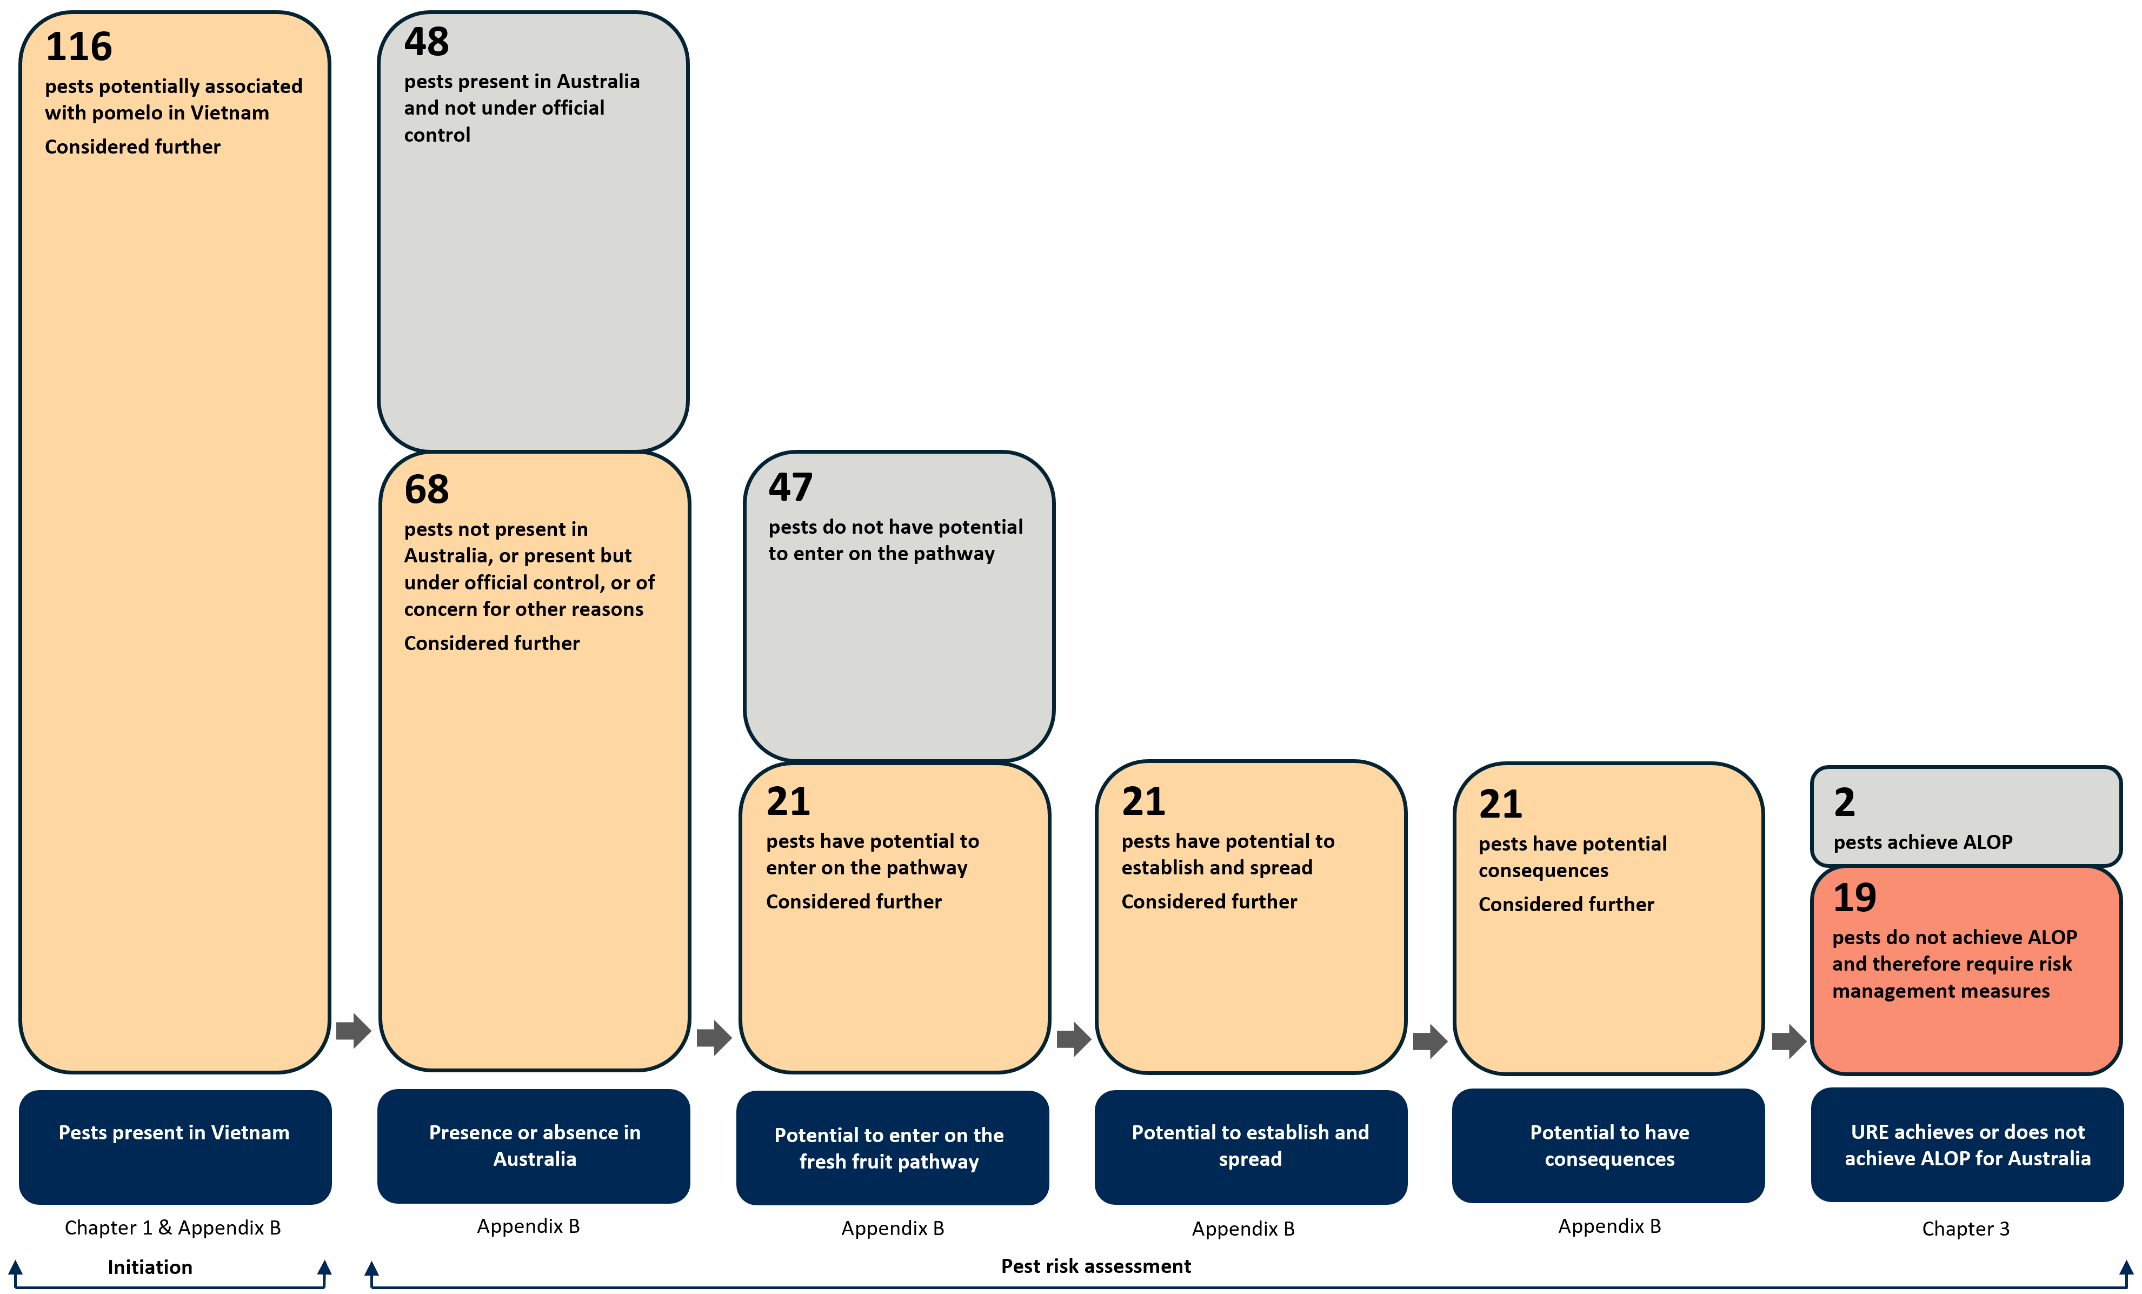 116
pests potentially associated
with pomelo in Vietnam
Considered further
48
pests present in Australia
and not under official
control
68
pests not present in
Australia, or present but
under official control, or of
concern for other reasons
Considered further
47
pests do not have potential
to enter on the pathway
21
pests have potential to
enter on the pathway
Considered further
21
pests have potential to
establish and spread
Considered further
21
pests have potential
consequences
Considered further
2
pests achieve ALOP
19
pests do not achieve ALOP
and therefore require risk
management measures
Pests present in Vietnam
Presence or absence in
Australia
Potential to enter on the
fresh fruit pathway
Potential to establish and
spread
Potential to have
consequences
URE achieves or does not
achieve ALOP for Australia
Chapter 1 & Appendix B
Appendix B
Appendix B
Appendix B
Appendix B
Chapter 3
Initiation
Pest risk assessment